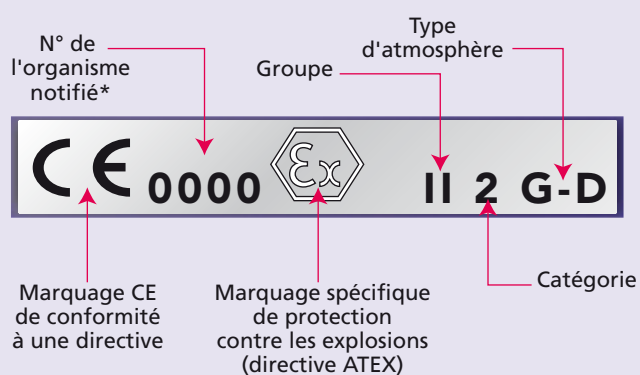 N° de
l'organisme
notifié*
Groupe
Type
d'atmosphère
CE 0000 Ex II 2 G-D
Marquage CE
de conformité
à une directive
Marquage spécifique
de protection
contre les explosions
(directive ATEX)
Catégorie